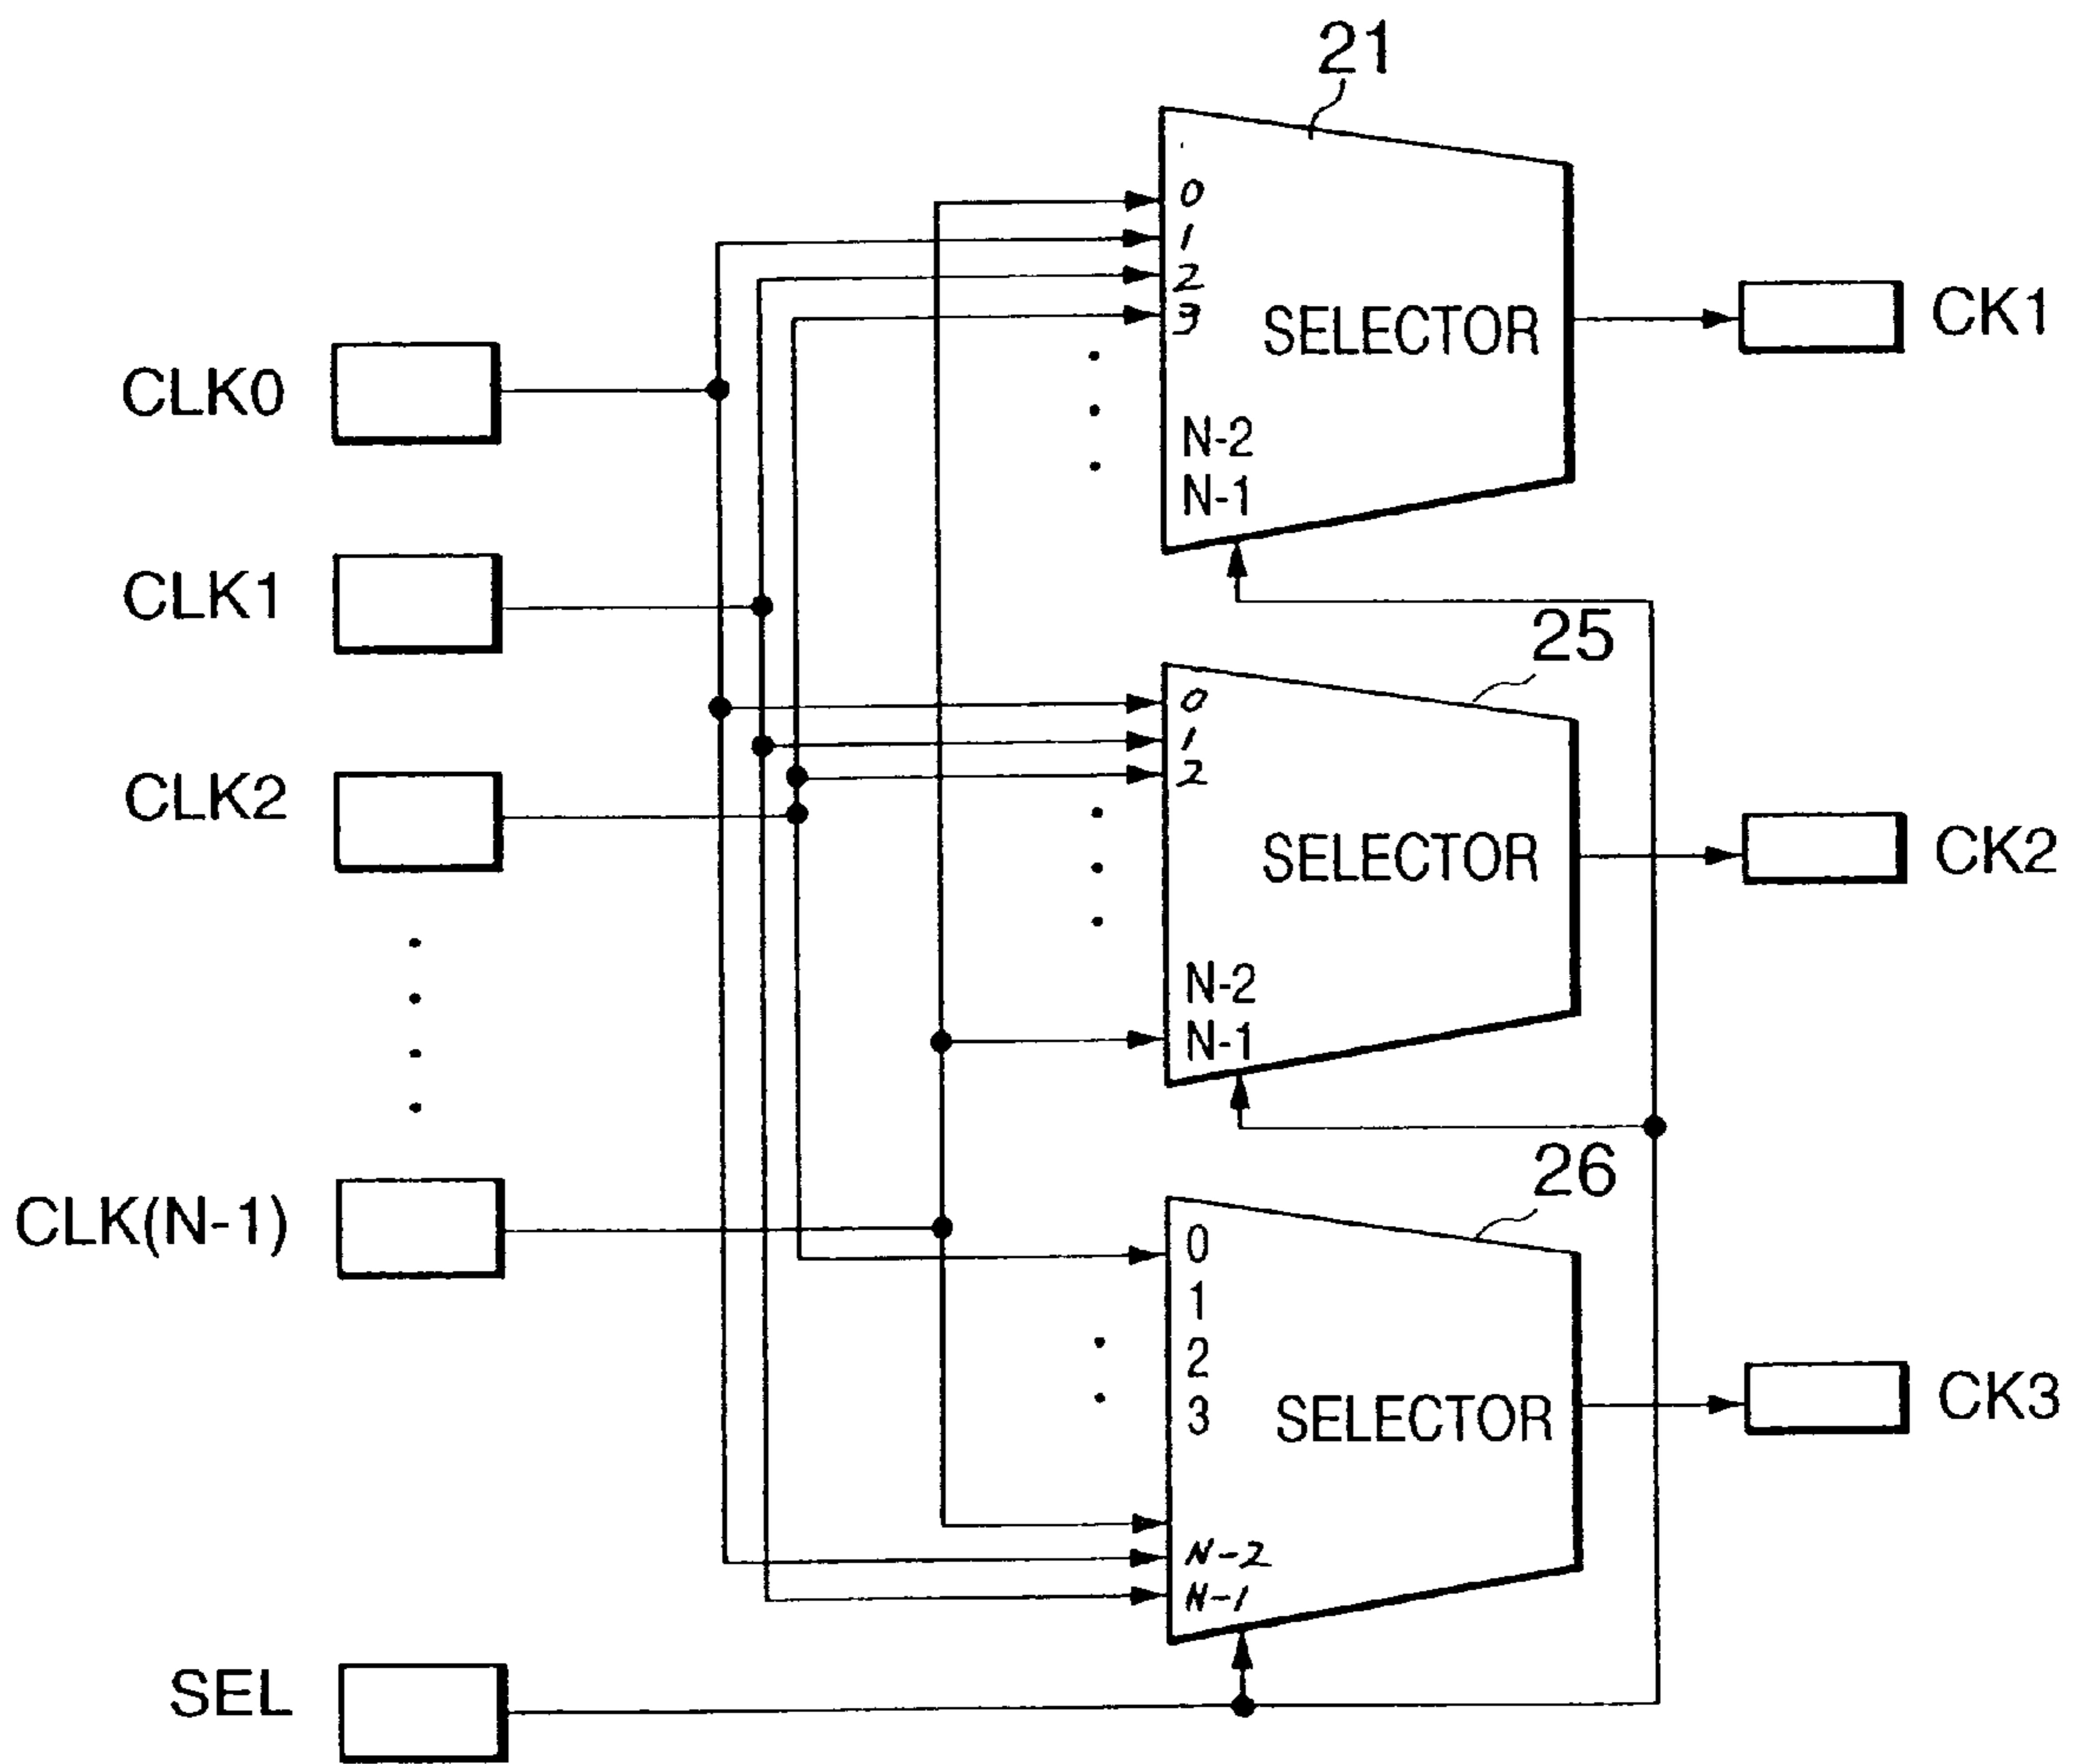 21
0
1
2
3
SELECTOR
N-2
N-1
CK1
CLK0
CLK1
25
0
1
2
SELECTOR
N-2
N-1
CK2
CLK2
CLK(N-1)
26
0
1
2
3
SELECTOR
N-2
N-1
CK3
SEL